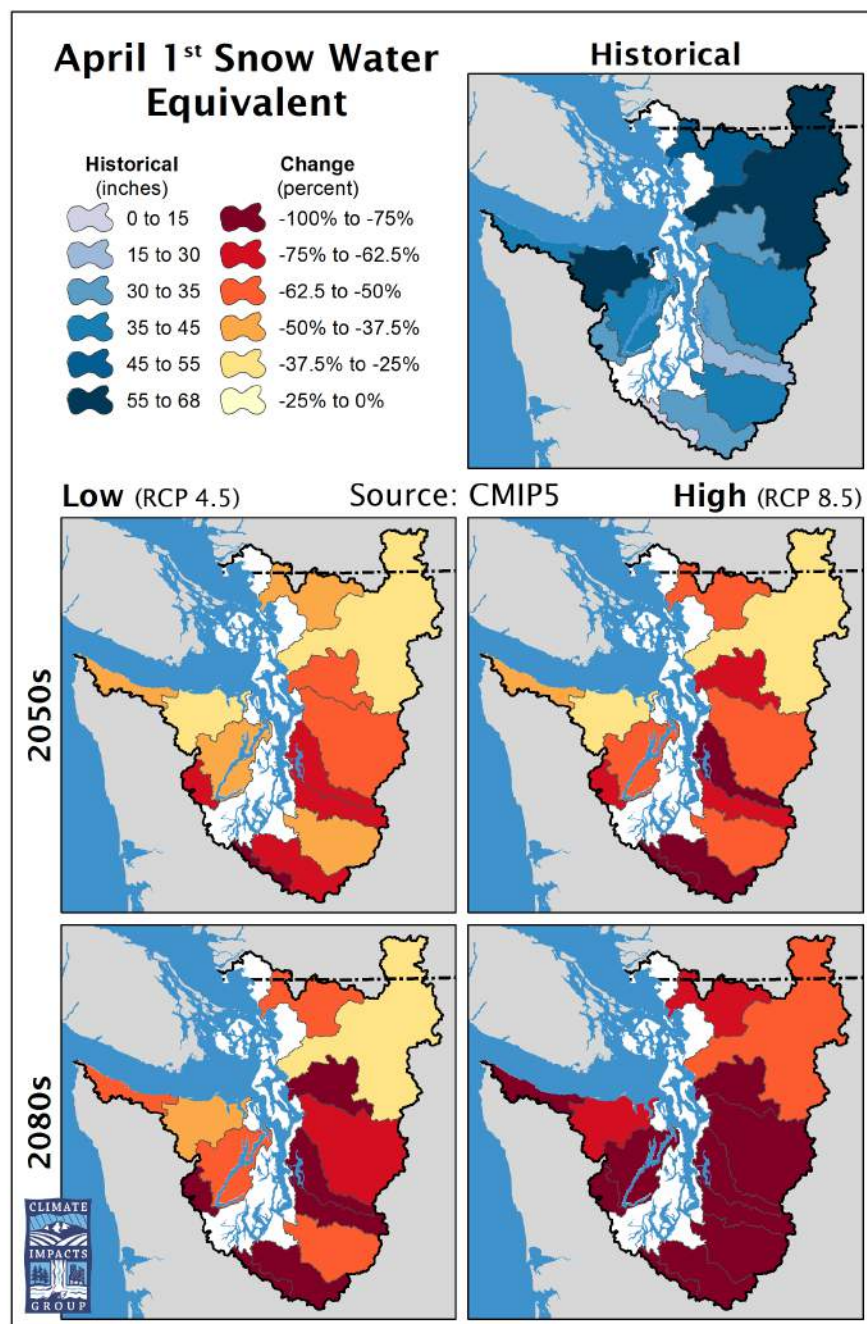 April 1st Snow Water
Equivalent
Historical
Historical
(inches)
Change
(percent)
0 to 15
-100% to -75%
15 to 30
-75% to -62.5%
30 to 35
-62.5 to -50%
35 to 45
-50% to -37.5%
45 to 55
-37.5% to -25%
55 to 68
-25% to 0%
Low (RCP 4.5)
Source: CMIP5
High (RCP 8.5)
2050s
2080s
CLIMATE
IMPACTS
GROUP